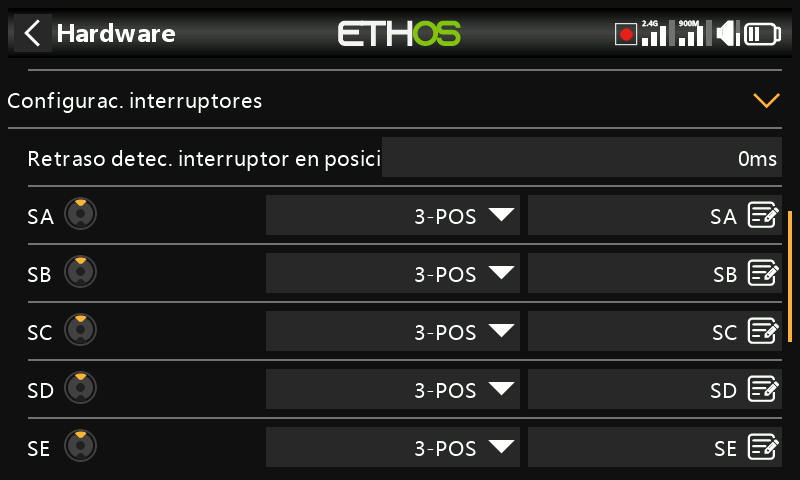 Hardware
ETHOS
2.4G
900M
Configurac. interruptores
Retraso detec. interruptor en posici
0ms
SA 3-POS SA
SB 3-POS SB
SC 3-POS SC
SD 3-POS SD
SE 3-POS SE